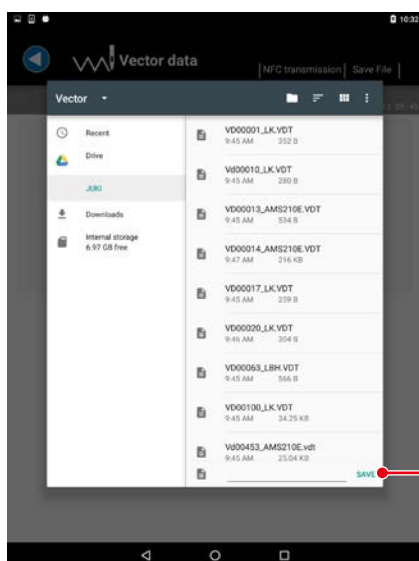 10:32
Vector data
NFC transmission
Save File
Vector
Recent
Drive
JUKI
Downloads
Internal storage
6.97 GB free
VD00001_LK.VDT
9:45 AM 352 B
Vd00010_LK.VDT
9:45 AM 280 B
VD00013_AMS210E.VDT
9:45 AM 534 B
VD00014_AMS210E.VDT
9:47 AM 216 KB
VD00017_LK.VDT
9:45 AM 259 B
VD00020_LK.VDT
9:46 AM 304 B
VD00063_LBH.VDT
9:45 AM 566 B
VD00100_LK.VDT
9:45 AM 34.25 KB
Vd00453_AMS210E.vdt
9:45 AM 25.04 KB
SAVE